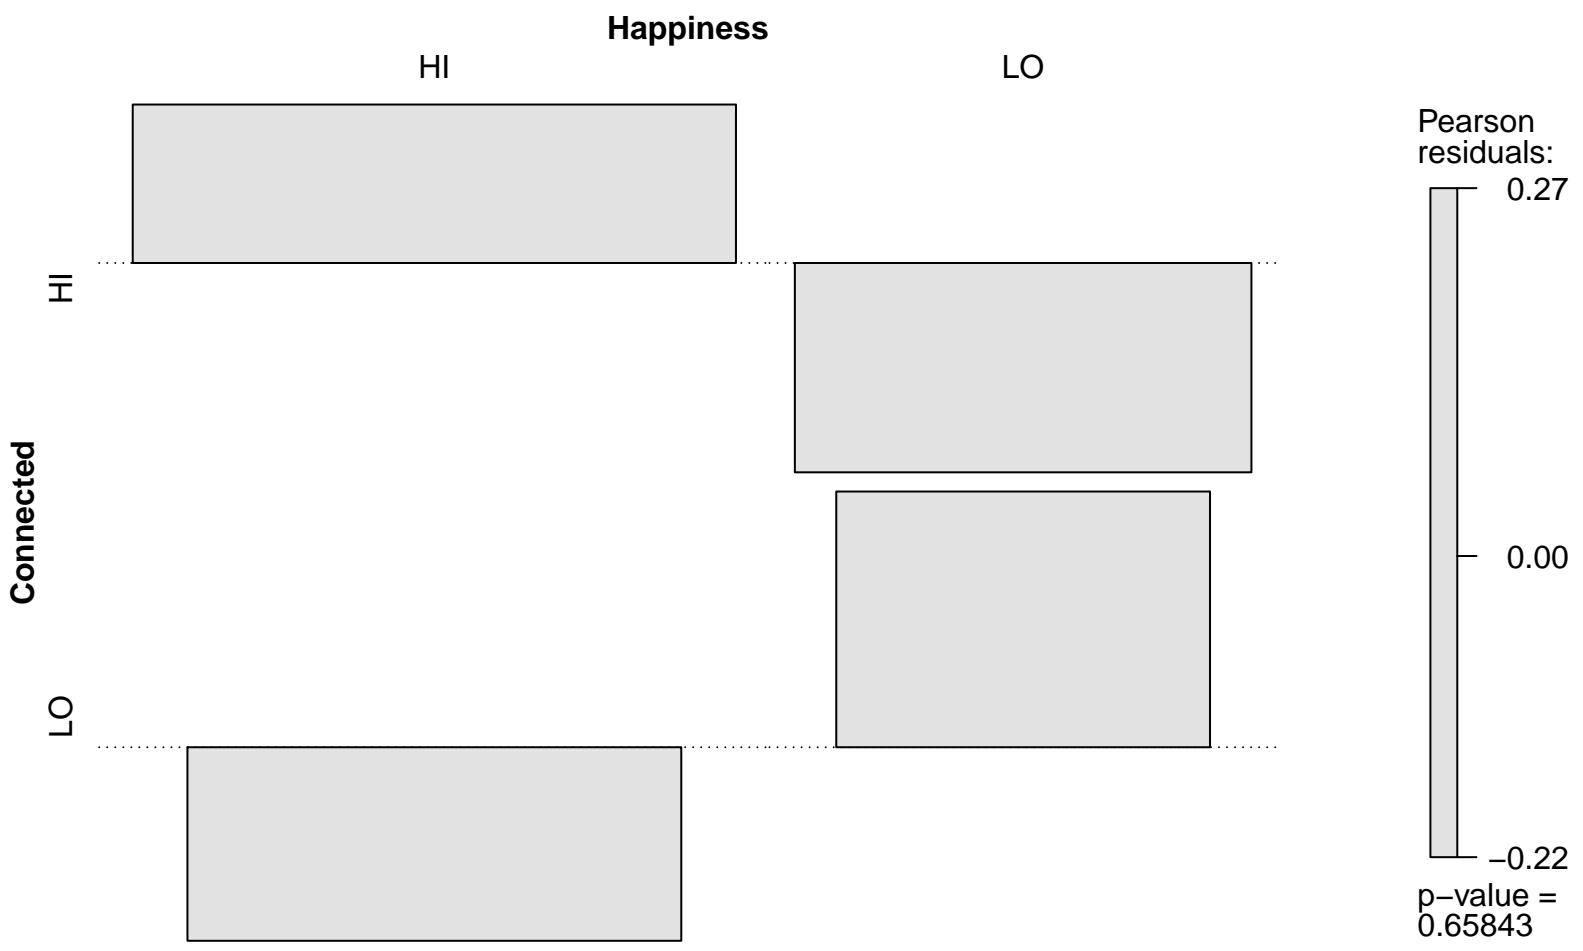 Happiness
HI LO
HI
Connected
LO
Pearson
residuals:
0.27
0.00
−0.22
p−value =
0.65843